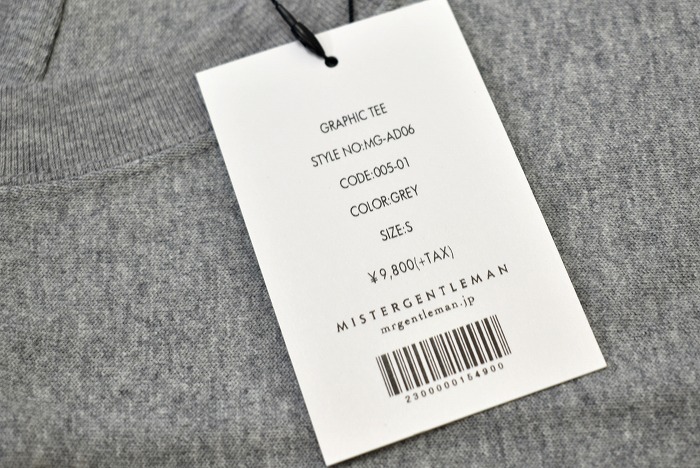 GRAPHIC TEE
STYLE NO:MG-AD06
CODE:005-01
COLOR:GREY
SIZE:S
¥9,800(+TAX)
MISTERGENTLEMAN
mrgentleman.jp
2300000154900